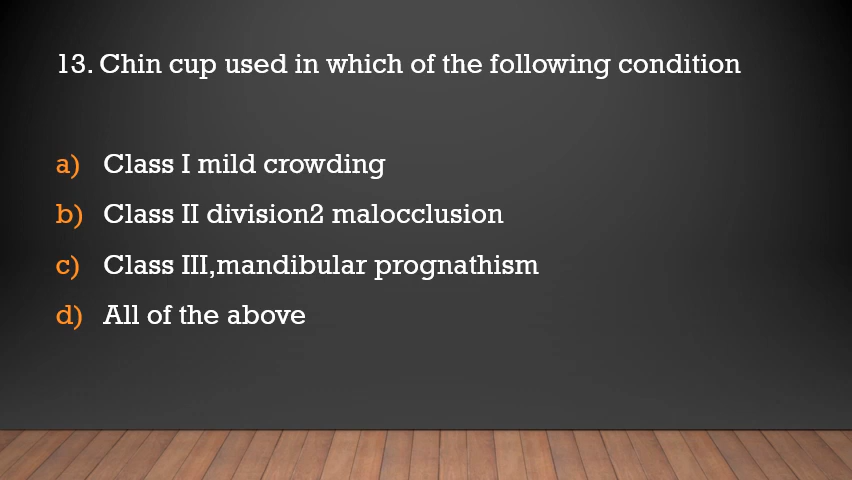 13. Chin cup used in which of the following condition
a) Class I mild crowding
b) Class II division2 malocclusion
c) Class III,mandibular prognathism
d) All of the above